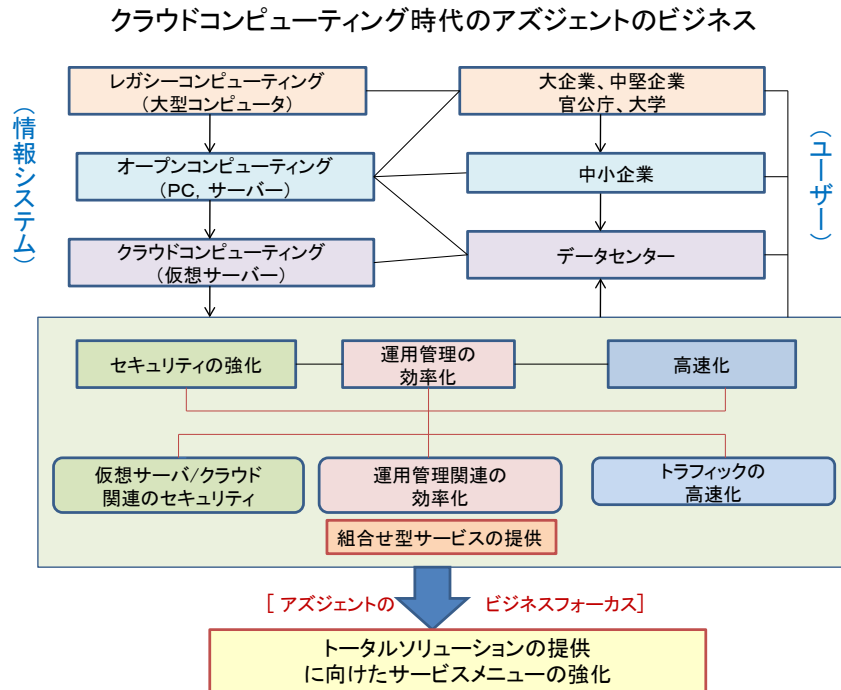 クラウドコンピューティング時代のアズジェントのビジネス
レガシーコンピューティング
(大型コンピュータ)
大企業、中堅企業
官公庁、大学
(情報システム)
(ユーザー)
オープンコンピューティング
(PC, サーバー)
中小企業
クラウドコンピューティング
(仮想サーバー)
データセンター
セキュリティの強化
運用管理の
効率化
高速化
仮想サーバ/クラウド
関連のセキュリティ
運用管理関連の
効率化
トラフィックの
高速化
組合せ型サービスの提供
[ アズジェントの ビジネスフォーカス]
トータルソリューションの提供
に向けたサービスメニューの強化